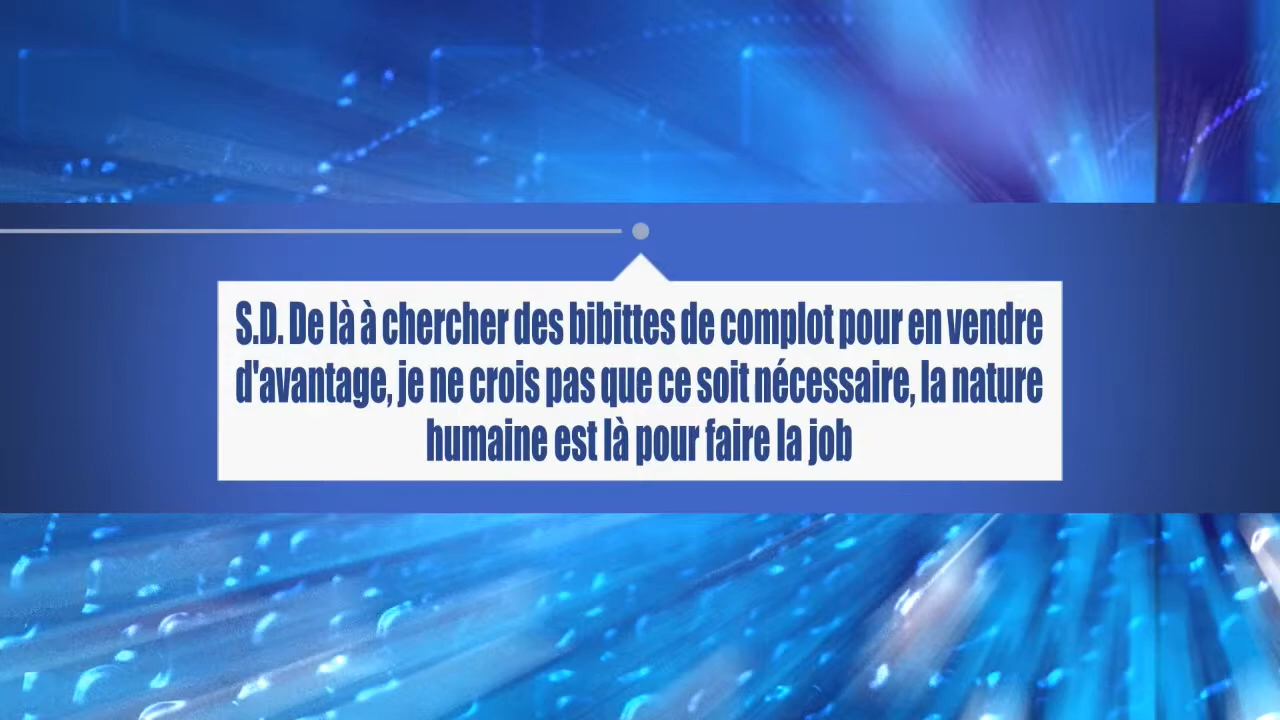 S.D. De là à chercher des bibittes de complot pour en vendre
d'avantage, je ne crois pas que ce soit nécessaire, la nature
humaine est là pour faire la job